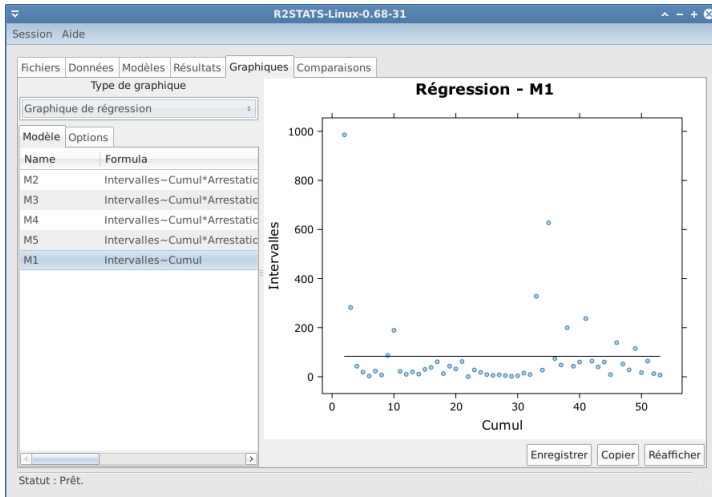 R2STATS-Linux-0.68-31
Session Aide
Fichiers Données Modèles Résultats Graphiques Comparaisons
Type de graphique
Graphique de régression
Modèle Options
Name Formula
M2 Intervalles~Cumul*Arrestatic
M3 Intervalles~Cumul*Arrestatic
M4 Intervalles~Cumul*Arrestatic
M5 Intervalles~Cumul*Arrestatic
M1 Intervalles~Cumul
Régression - M1
1000
800
600
400
200
0
Intervalles
0 10 20 30 40 50
Cumul
Enregistrer Copier Réafficher
Statut : Prêt.